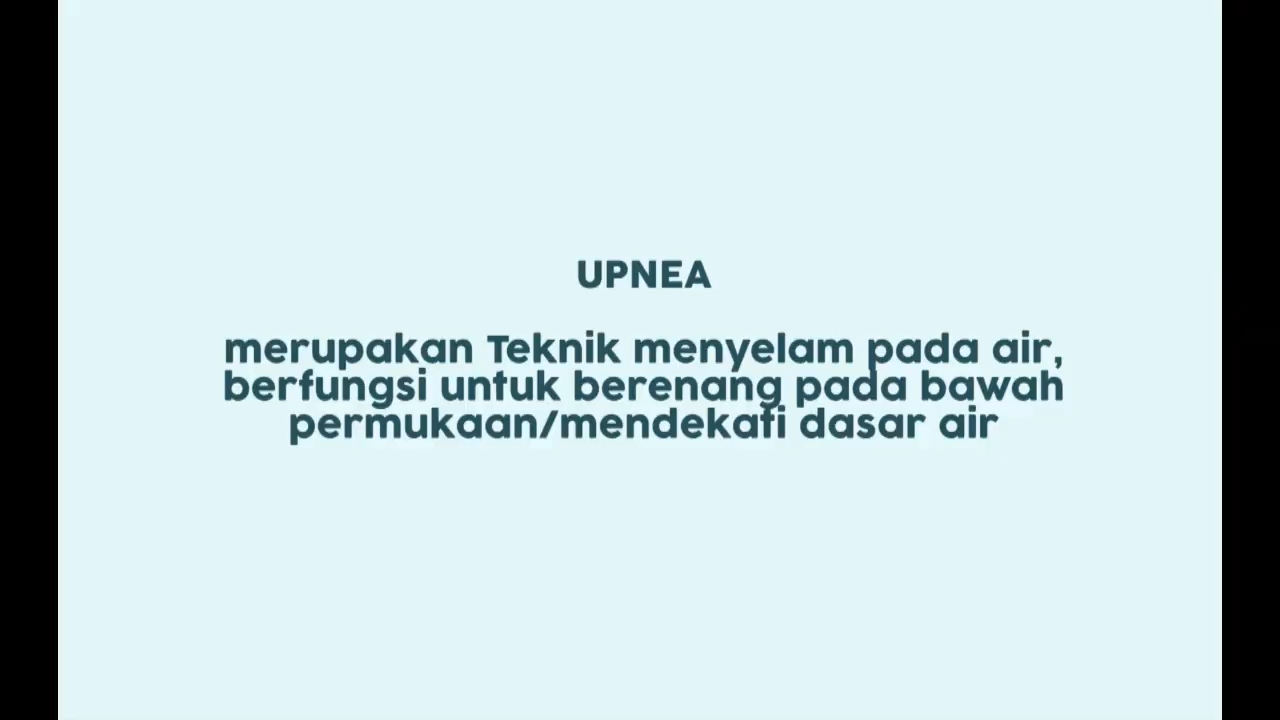 UPNEA
merupakan Teknik menyelam pada air,
berfungsi untuk berenang pada bawah
permukaan/mendekati dasar air